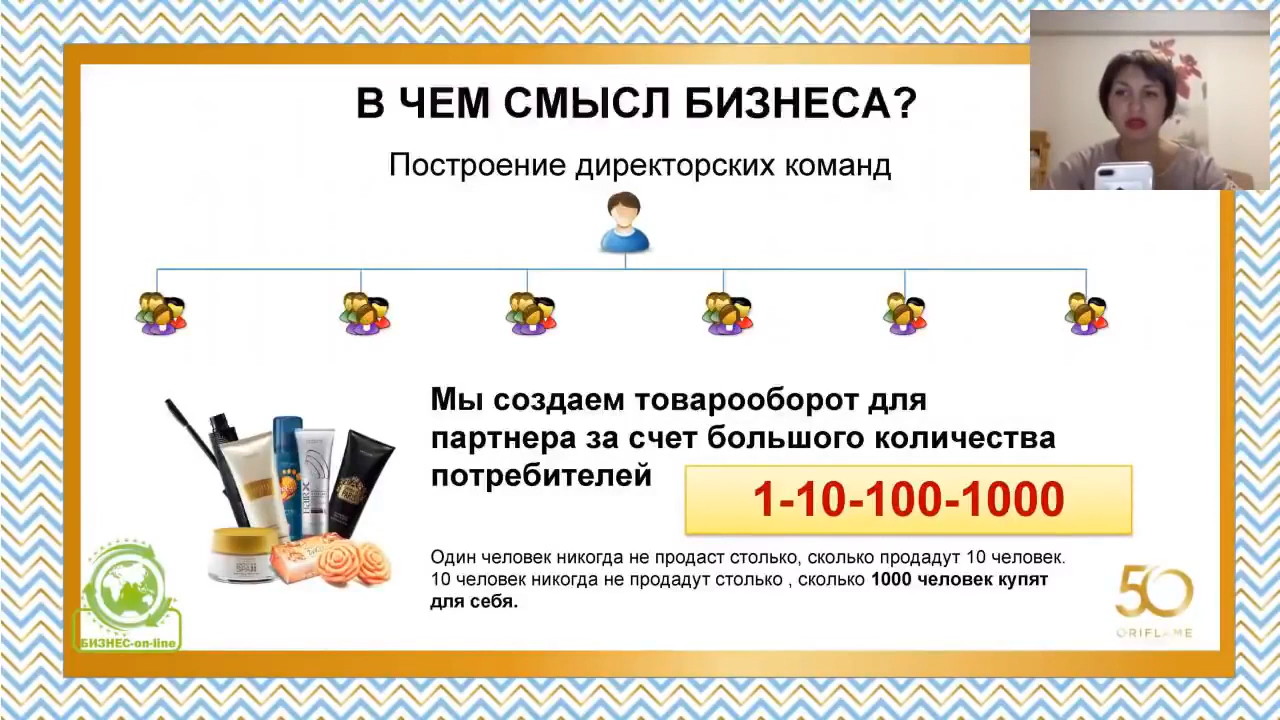 В ЧЕМ СМЫСЛ БИЗНЕСА?
Построение директорских команд
Мы создаем товарооборот для
партнера за счет большого количества
потребителей
1-10-100-1000
Один человек никогда не продаст столько, сколько продадут 10 человек.
10 человек никогда не продадут столько , сколько 1000 человек купят
для себя.
БИЗНЕС-on-line
50
ORIFLAME